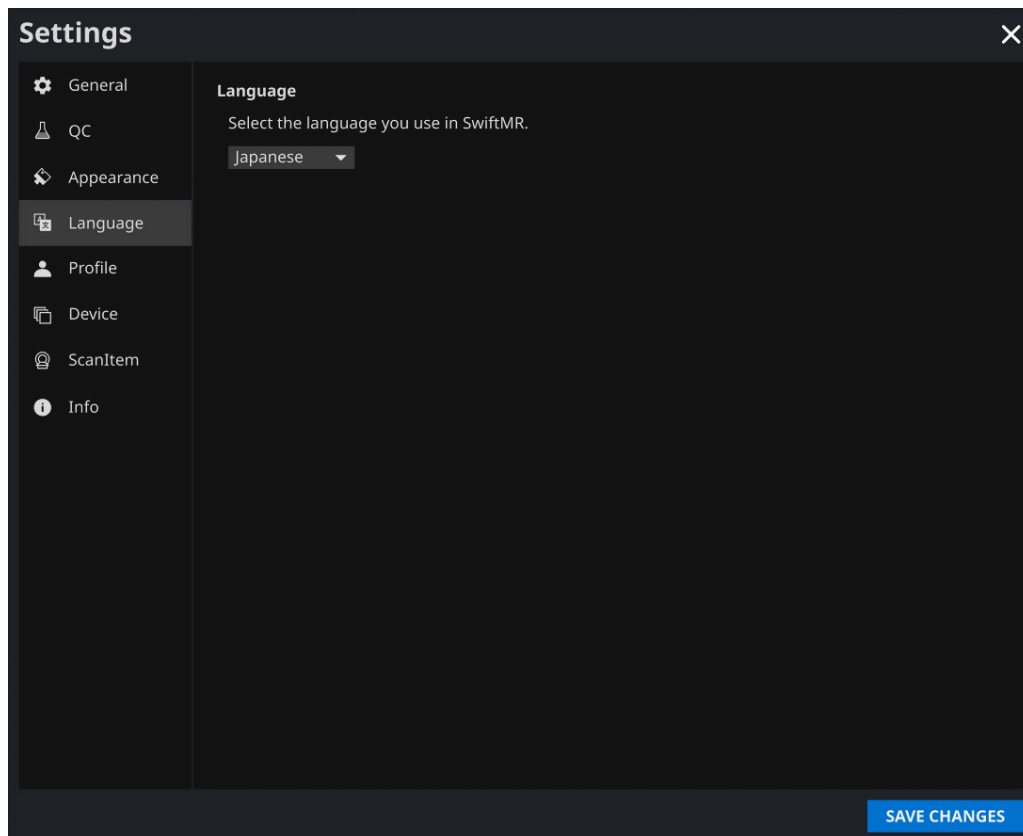 Settings
General
QC
Appearance
Language
Profile
Device
ScanItem
Info
Language
Select the language you use in SwiftMR.
Japanese
SAVE CHANGES